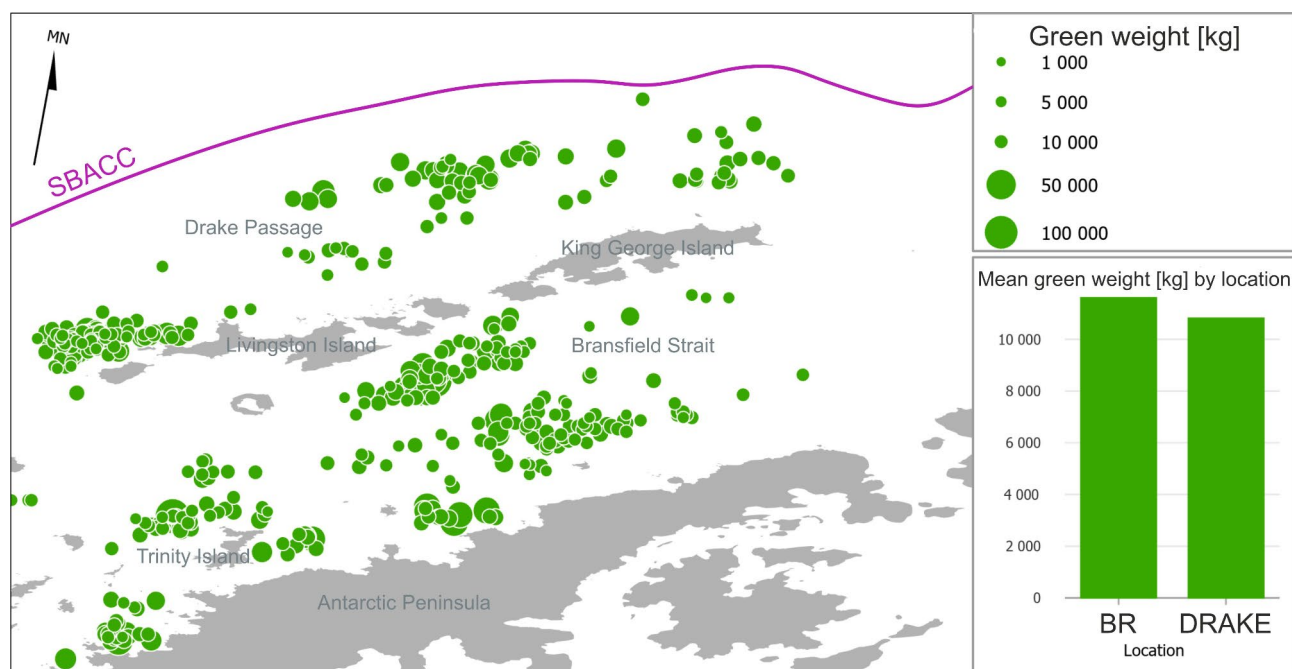 MN
SBACC
Drake Passage
King George Island
Livingston Island
Bransfield Strait
Trinity Island
Antarctic Peninsula
Green weight [kg]
1 000
5 000
10 000
50 000
100 000
Mean green weight [kg] by location
10 000
8 000
6 000
4 000
2 000
0
BR DRAKE
Location